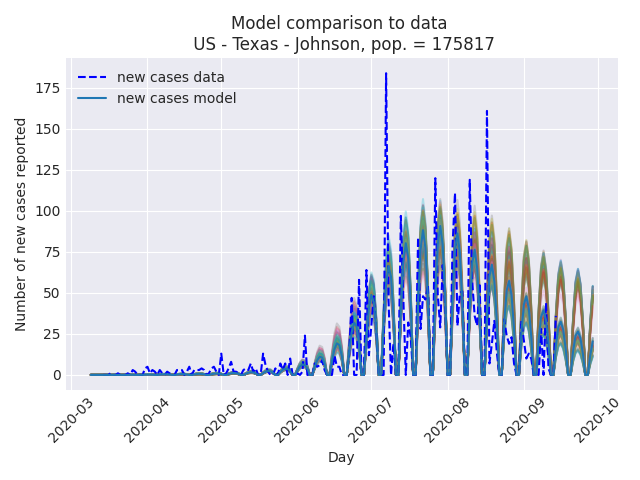 Model comparison to data
US - Texas - Johnson, pop. = 175817
new cases data
new cases model
Number of new cases reported
175
150
125
100
75
50
25
0
2020-03
2020-04
2020-05
2020-06
2020-07
2020-08
2020-09
2020-10
Day